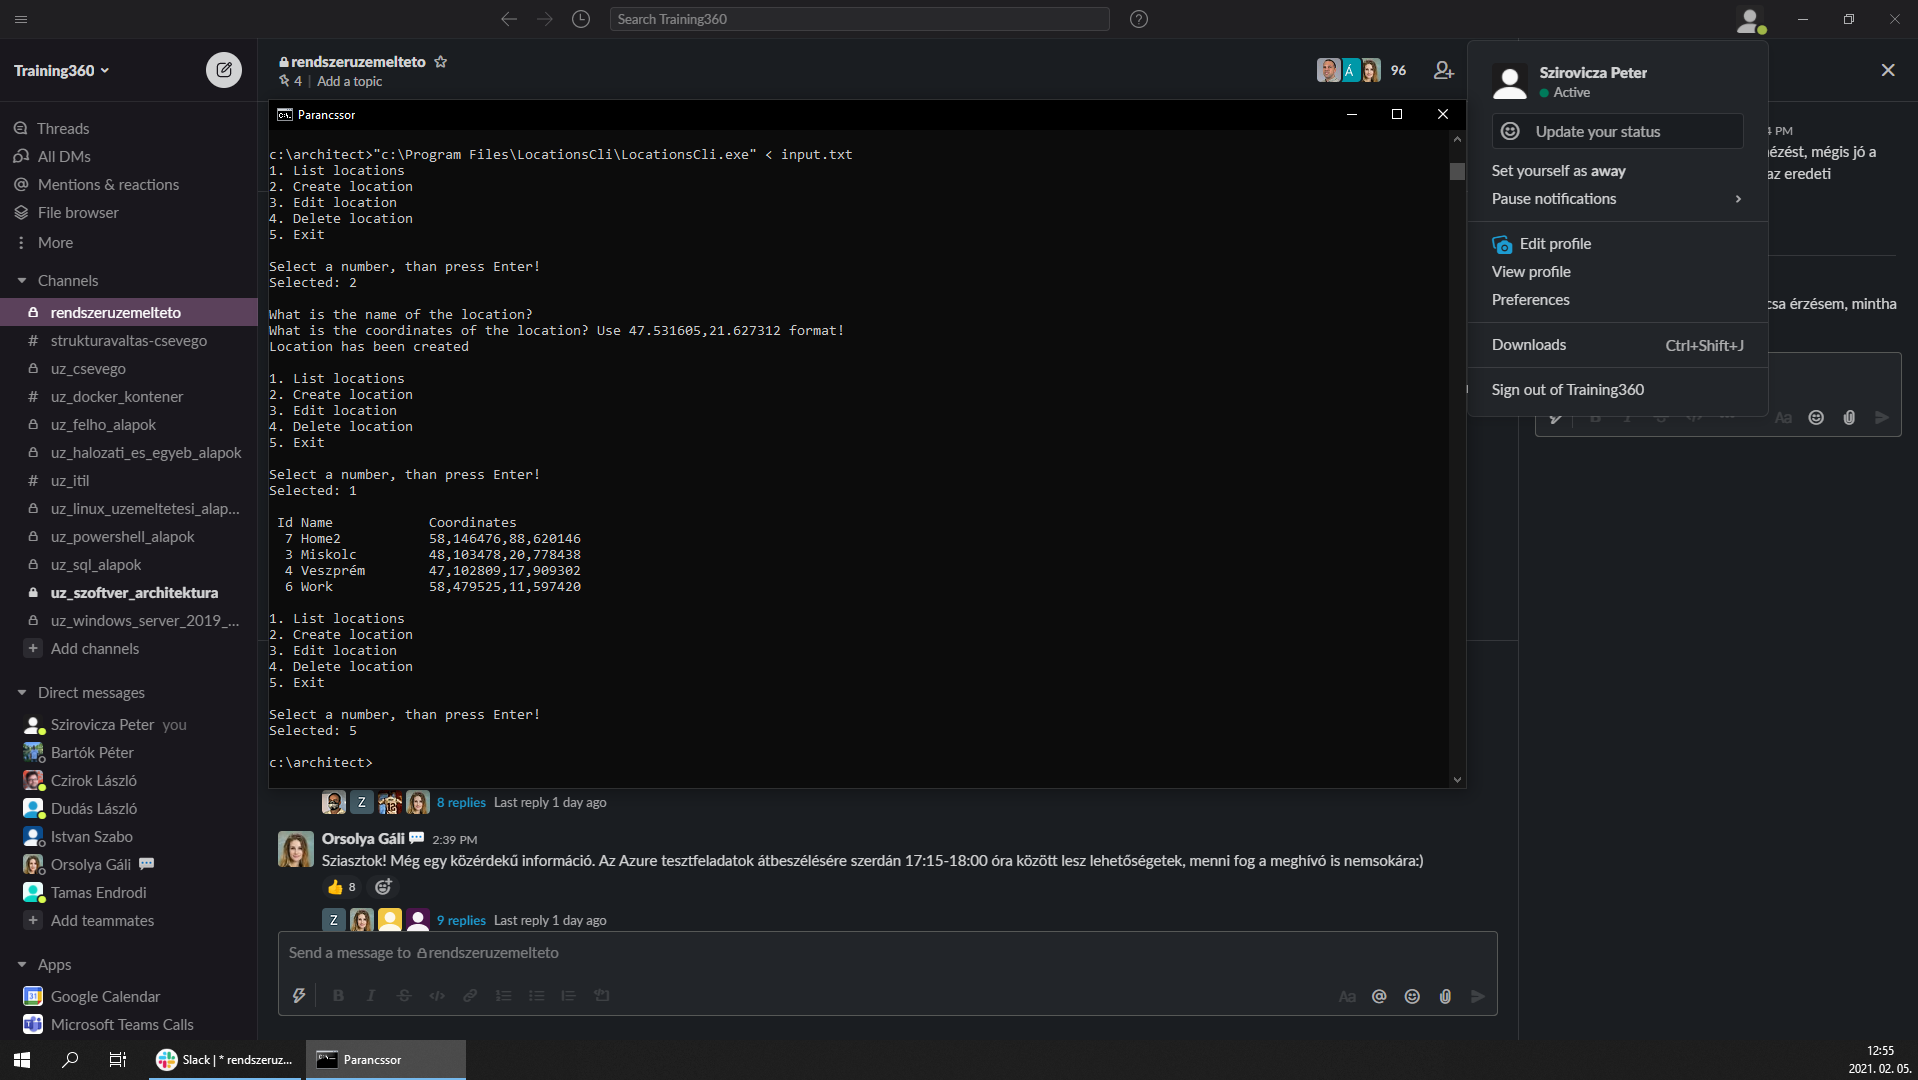 Search Training360
Training360
Threads
All DMs
Mentions & reactions
File browser
More
Channels
rendszeruzemelteto
strukturavaltas-csevego
uz_csevego
uz_docker_kontener
uz_felho_alapok
uz_halozati_es_egyeb_alapok
uz_itil
uz_linux_uzemeltetesi_alap...
uz_powershell_alapok
uz_sql_alapok
uz_szoftver_architektura
uz_windows_server_2019_...
Add channels
Direct messages
Szirovicza Peter you
Bartók Péter
Czirok László
Dudás László
Istvan Szabo
Orsolya Gáli
Tamas Endrodi
Add teammates
Apps
Google Calendar
Microsoft Teams Calls
rendszeruzemelteto
4 | Add a topic
Á
96
Parancssor
c:\architect>"c:\Program Files\LocationsCli\LocationsCli.exe" < input.txt
1. List locations
2. Create location
3. Edit location
4. Delete location
5. Exit
Select a number, than press Enter!
Selected: 2
What is the name of the location?
What is the coordinates of the location? Use 47.531605,21.627312 format!
Location has been created
1. List locations
2. Create location
3. Edit location
4. Delete location
5. Exit
Select a number, than press Enter!
Selected: 1
Id Name Coordinates
7 Home2 58,146476,88,620146
3 Miskolc 48,103478,20,778438
4 Veszprém 47,102809,17,909302
6 Work 58,479525,11,597420
1. List locations
2. Create location
3. Edit location
4. Delete location
5. Exit
Select a number, than press Enter!
Selected: 5
c:\architect>
Z
8 replies Last reply 1 day ago
Orsolya Gáli 2:39 PM
Sziasztok! Még egy közérdekű információ. Az Azure tesztfeladatok átbeszélésére szerdán 17:15-18:00 óra között lesz lehetőségetek, menni fog a meghívó is nemsokára:)
8
Z
9 replies Last reply 1 day ago
Send a message to rendszeruzemelteto
B I S
Aa @
Szirovicza Peter
Active
Update your status
Set yourself as away
Pause notifications
Edit profile
View profile
Preferences
Downloads Ctrl+Shift+J
Sign out of Training360
PM
mégis jó a
az eredeti
érzésem, mintha
Aa
Slack | * rendszeruz...
Parancssor
12:55
2021. 02. 05.